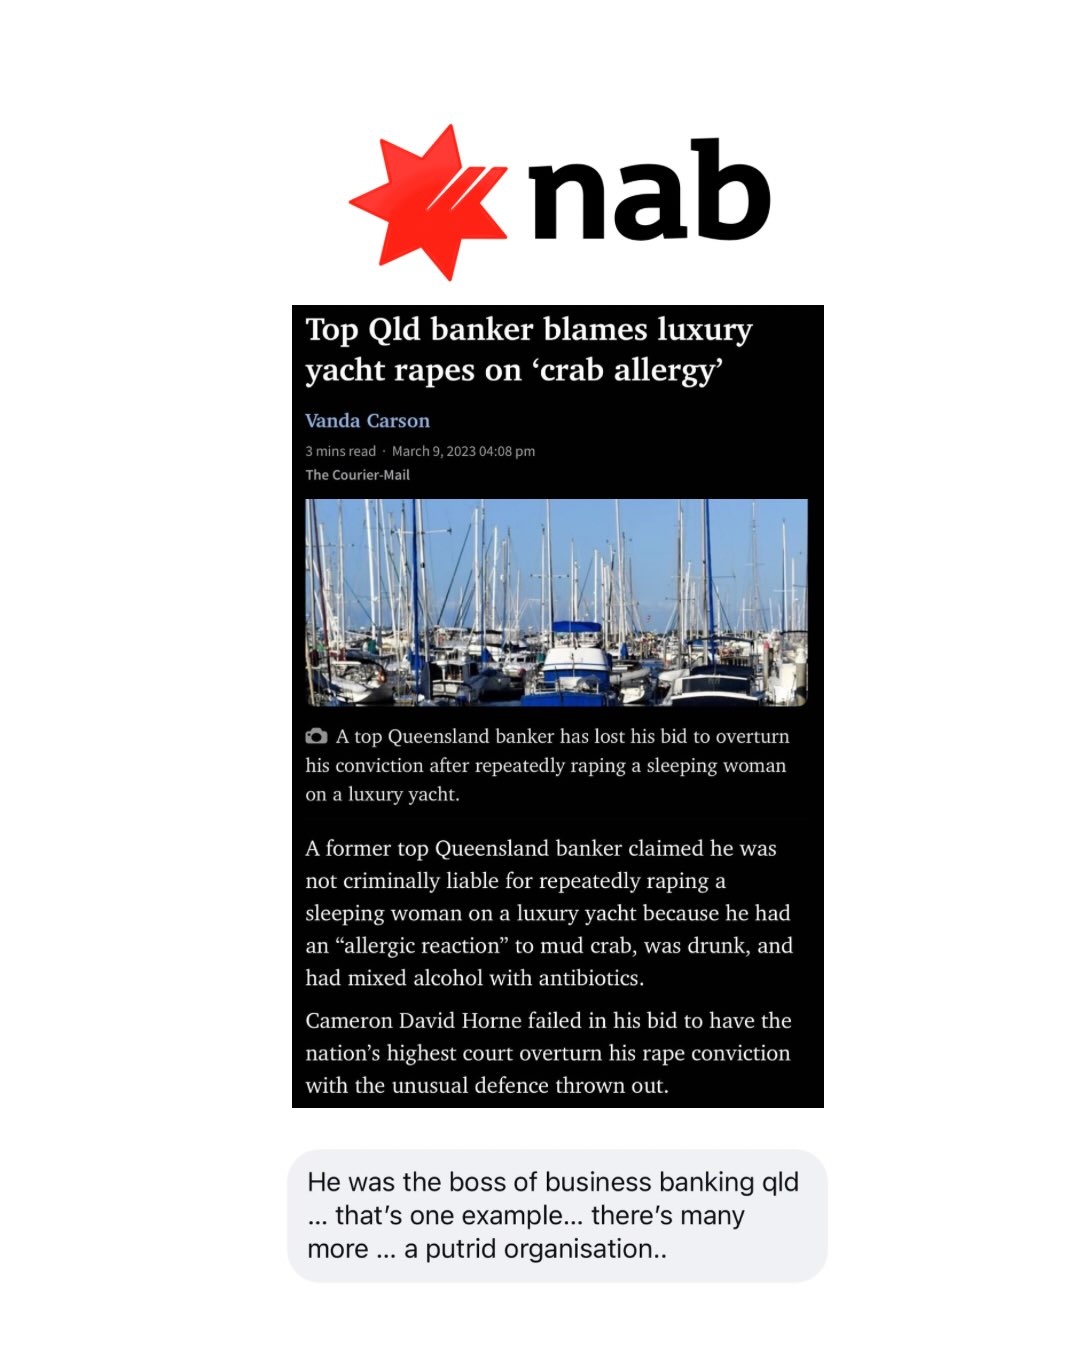 nab
Top Qld banker blames luxury
yacht rapes on ‘crab allergy’
Vanda Carson
3 mins read · March 9, 2023 04:08 pm
The Courier-Mail
A top Queensland banker has lost his bid to overturn
his conviction after repeatedly raping a sleeping woman
on a luxury yacht.
A former top Queensland banker claimed he was
not criminally liable for repeatedly raping a
sleeping woman on a luxury yacht because he had
an “allergic reaction” to mud crab, was drunk, and
had mixed alcohol with antibiotics.
Cameron David Horne failed in his bid to have the
nation’s highest court overturn his rape conviction
with the unusual defence thrown out.
He was the boss of business banking qld
... that’s one example... there’s many
more ... a putrid organisation..